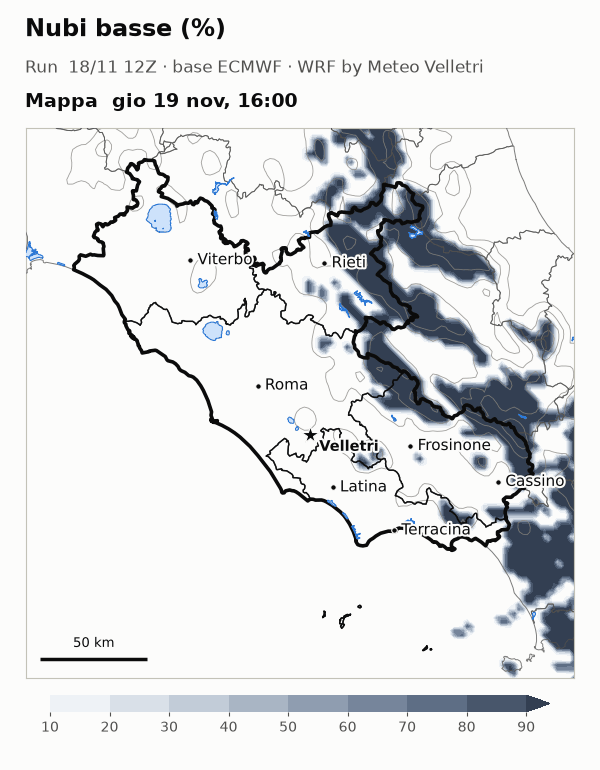 Nubi basse (%)
Run 18/11 12Z · base ECMWF · WRF by Meteo Velletri
Mappa gio 19 nov, 16:00
Viterbo
Rieti
Roma
Velletri
Frosinone
Latina
Cassino
Terracina
50 km
10 20 30 40 50 60 70 80 90